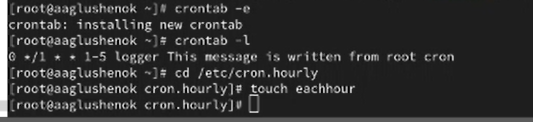 [root@aaglushenok ~]# crontab -e
crontab: installing new crontab
[root@aaglushenok ~]# crontab -l
0 */1 * * 1-5 logger This message is written from root cron
[root@aaglushenok ~]# cd /etc/cron.hourly
[root@aaglushenok cron.hourly]# touch eachhour
[root@aaglushenok cron.hourly]#